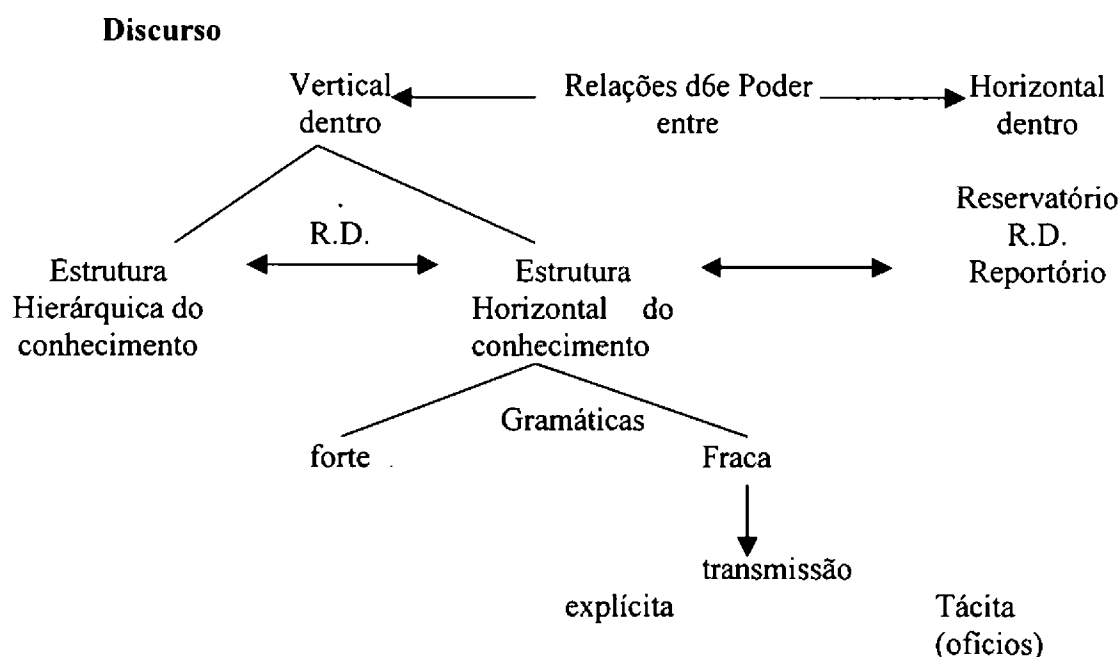 Discurso
Vertical Relações d6e Poder Horizontal
dentro entre dentro
Reservatório
R.D. R.D.
Estrutura Estrutura Reportório
Hierárquica do Horizontal do
conhecimento conhecimento
Gramáticas
forte Fraca
transmissão
explícita Tácita
(ofícios)